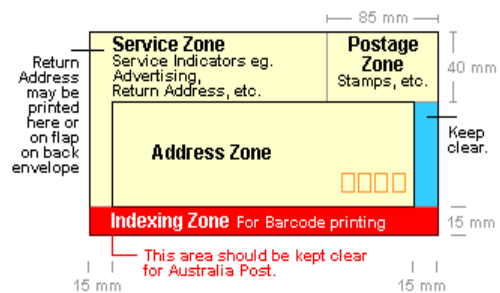 85 mm
Service Zone
Service Indicators eg.
Advertising,
Return Address, etc.
Postage
Zone
Stamps, etc.
40 mm
Return
Address
may be
printed
here or
on flap
on back
envelope
Address Zone
Keep
clear.
Indexing Zone For Barcode printing
15 mm
This area should be kept clear
for Australia Post.
15 mm
15 mm